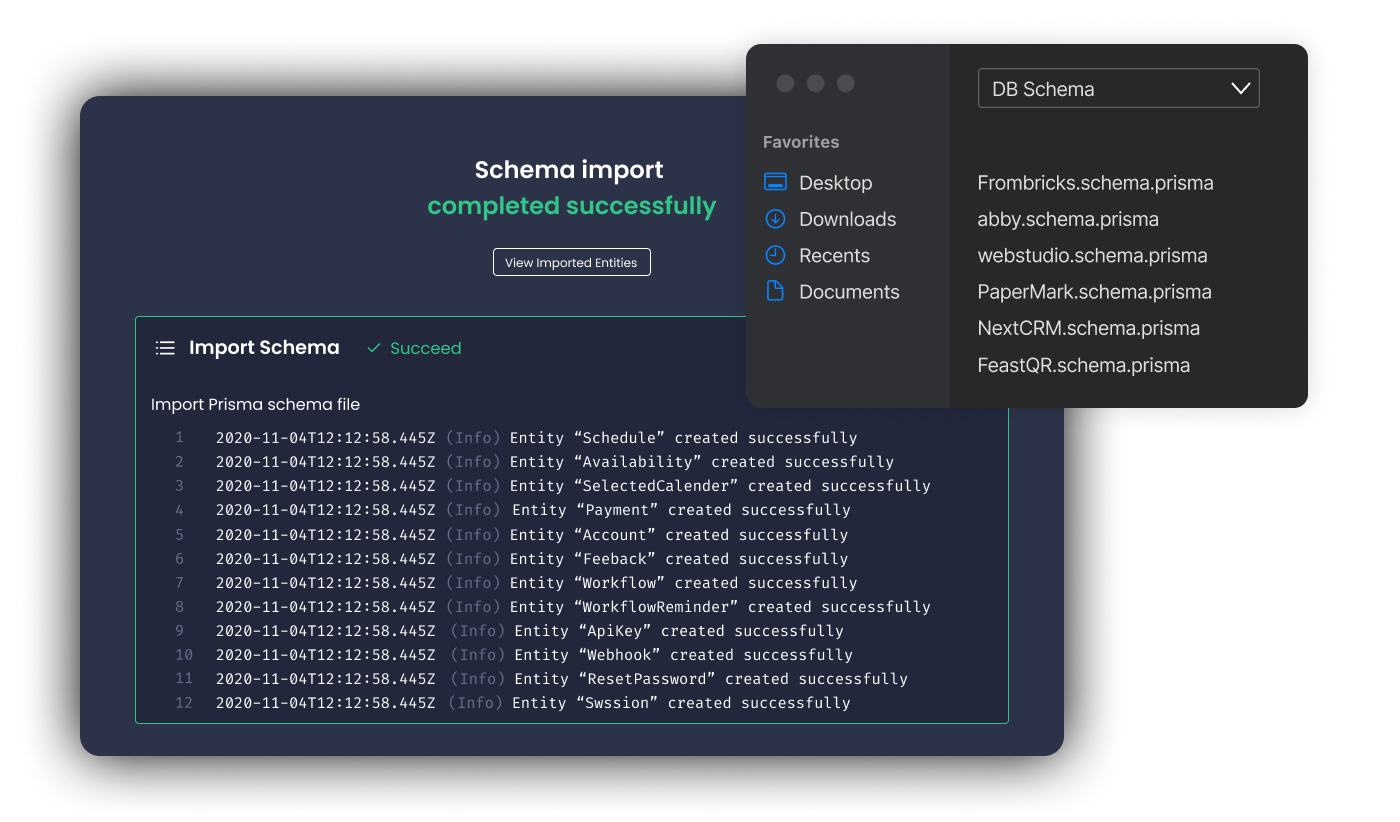 Schema import
completed successfully
View Imported Entities
Import Schema
Succeed
Import Prisma schema file
1 2020-11-04T12:12:58.445Z (Info) Entity “Schedule” created successfully
2 2020-11-04T12:12:58.445Z (Info) Entity “Availability” created successfully
3 2020-11-04T12:12:58.445Z (Info) Entity “SelectedCalender” created successfully
4 2020-11-04T12:12:58.445Z (Info) Entity “Payment” created successfully
5 2020-11-04T12:12:58.445Z (Info) Entity “Account” created successfully
6 2020-11-04T12:12:58.445Z (Info) Entity “Feeback” created successfully
7 2020-11-04T12:12:58.445Z (Info) Entity “Workflow” created successfully
8 2020-11-04T12:12:58.445Z (Info) Entity “WorkflowReminder” created successfully
9 2020-11-04T12:12:58.445Z (Info) Entity “ApiKey” created successfully
10 2020-11-04T12:12:58.445Z (Info) Entity “Webhook” created successfully
11 2020-11-04T12:12:58.445Z (Info) Entity “ResetPassword” created successfully
12 2020-11-04T12:12:58.445Z (Info) Entity “Swssion” created successfully
DB Schema
Favorites
Desktop
Downloads
Recents
Documents
Frombricks.schema.prisma
abby.schema.prisma
webstudio.schema.prisma
PaperMark.schema.prisma
NextCRM.schema.prisma
FeastQR.schema.prisma